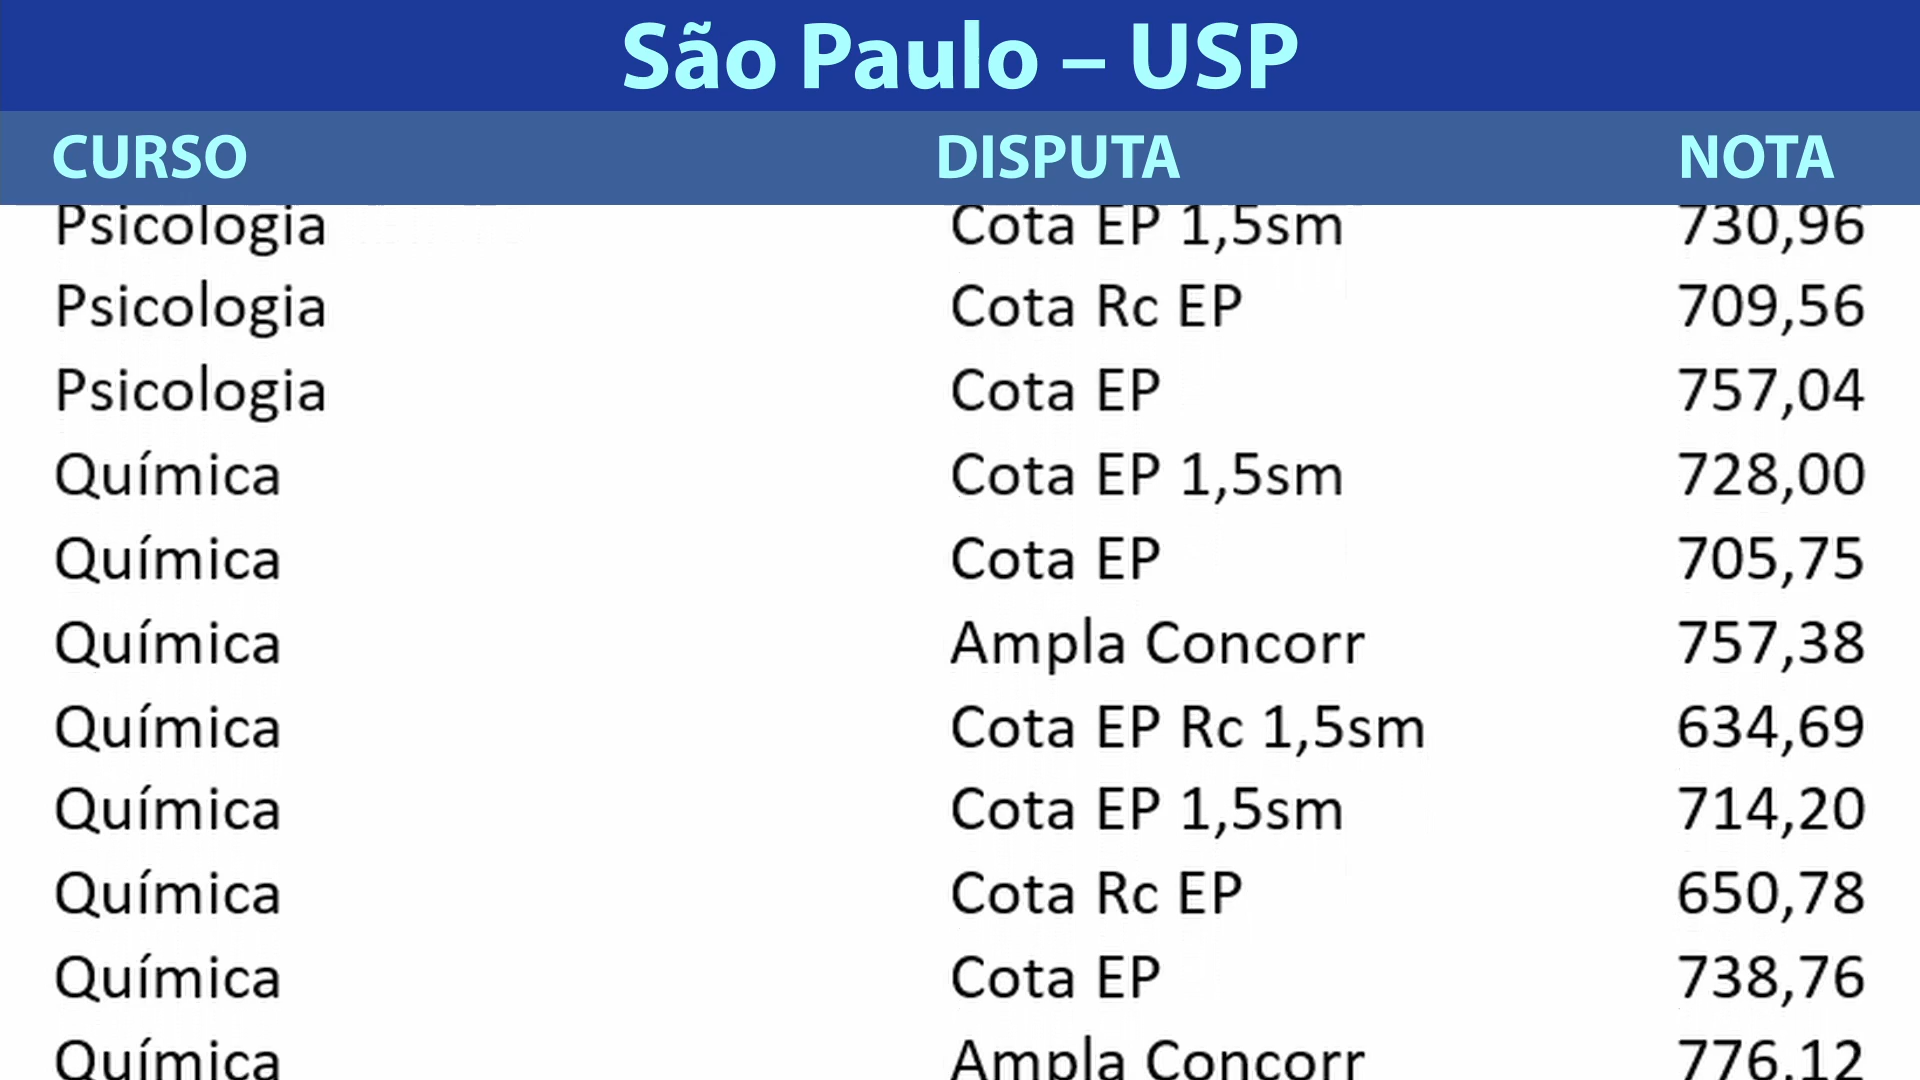 São Paulo – USP
CURSO DISPUTA NOTA
Psicologia Cota EP 1,5sm 730,96
Psicologia Cota Rc EP 709,56
Psicologia Cota EP 757,04
Química Cota EP 1,5sm 728,00
Química Cota EP 705,75
Química Ampla Concorr 757,38
Química Cota EP Rc 1,5sm 634,69
Química Cota EP 1,5sm 714,20
Química Cota Rc EP 650,78
Química Cota EP 738,76
Química Ampla Concorr 776,12